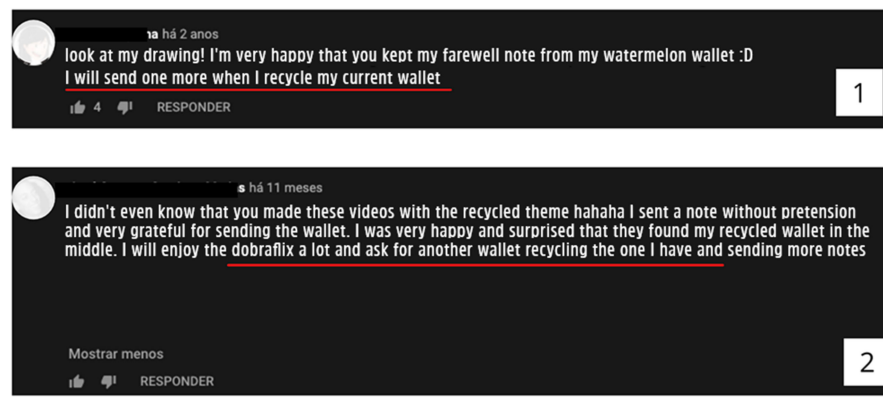 na há 2 anos
look at my drawing! I'm very happy that you kept my farewell note from my watermelon wallet :D
I will send one more when I recycle my current wallet
4 RESPONDER
1
s há 11 meses
I didn't even know that you made these videos with the recycled theme hahaha I sent a note without pretension
and very grateful for sending the wallet. I was very happy and surprised that they found my recycled wallet in the
middle. I will enjoy the dobraflix a lot and ask for another wallet recycling the one I have and sending more notes
Mostrar menos
RESPONDER
2